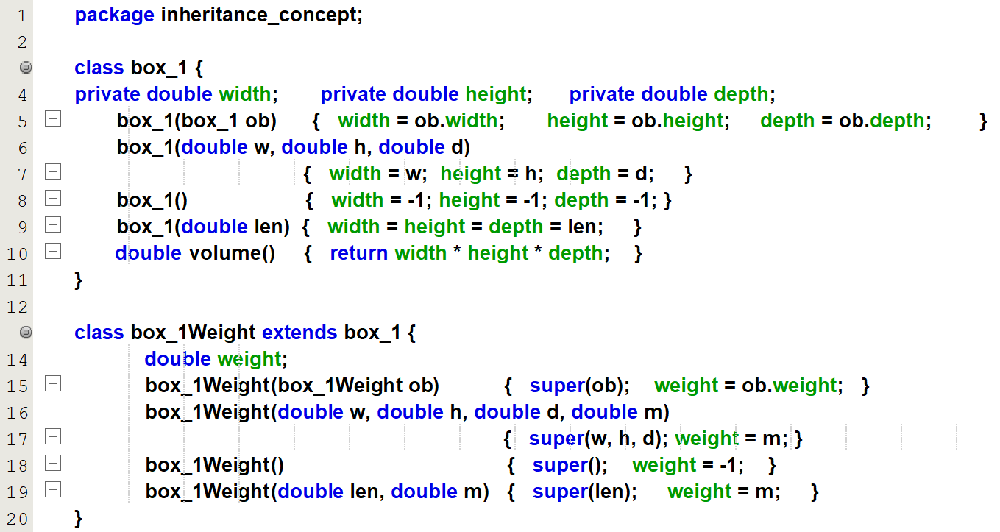 1 package inheritance_concept;
2
class box_1 {
4 private double width; private double height; private double depth;
5 box_1(box_1 ob) { width = ob.width; height = ob.height; depth = ob.depth; }
6 box_1(double w, double h, double d)
7 { width = w; height = h; depth = d; }
8 box_1() { width = -1; height = -1; depth = -1; }
9 box_1(double len) { width = height = depth = len; }
10 double volume() { return width * height * depth; }
11 }
12
class box_1Weight extends box_1 {
14 double weight;
15 box_1Weight(box_1Weight ob) { super(ob); weight = ob.weight; }
16 box_1Weight(double w, double h, double d, double m)
17 { super(w, h, d); weight = m; }
18 box_1Weight() { super(); weight = -1; }
19 box_1Weight(double len, double m) { super(len); weight = m; }
20 }